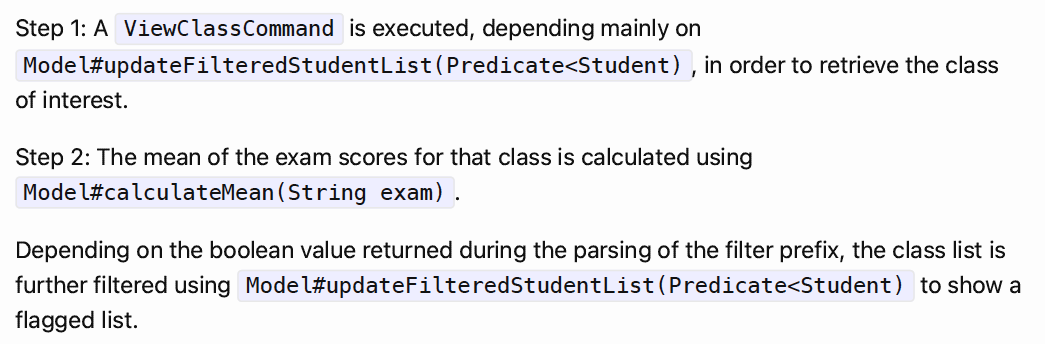 Step 1: A ViewClassCommand is executed, depending mainly on
Model#updateFilteredStudentList(Predicate<Student), in order to retrieve the class
of interest.
Step 2: The mean of the exam scores for that class is calculated using
Model#calculateMean(String exam).
Depending on the boolean value returned during the parsing of the filter prefix, the class list is
further filtered using Model#updateFilteredStudentList(Predicate<Student) to show a
flagged list.